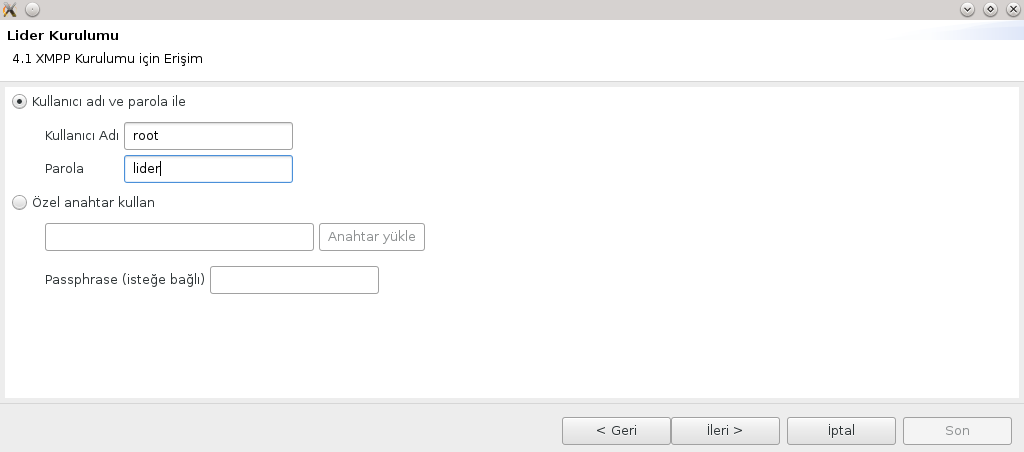 Lider Kurulumu
4.1 XMPP Kurulumu için Erişim
Kullanıcı adı ve parola ile
Kullanıcı Adı root
Parola lider
Özel anahtar kullan
Anahtar yükle
Passphrase (isteğe bağlı)
< Geri İleri > İptal Son